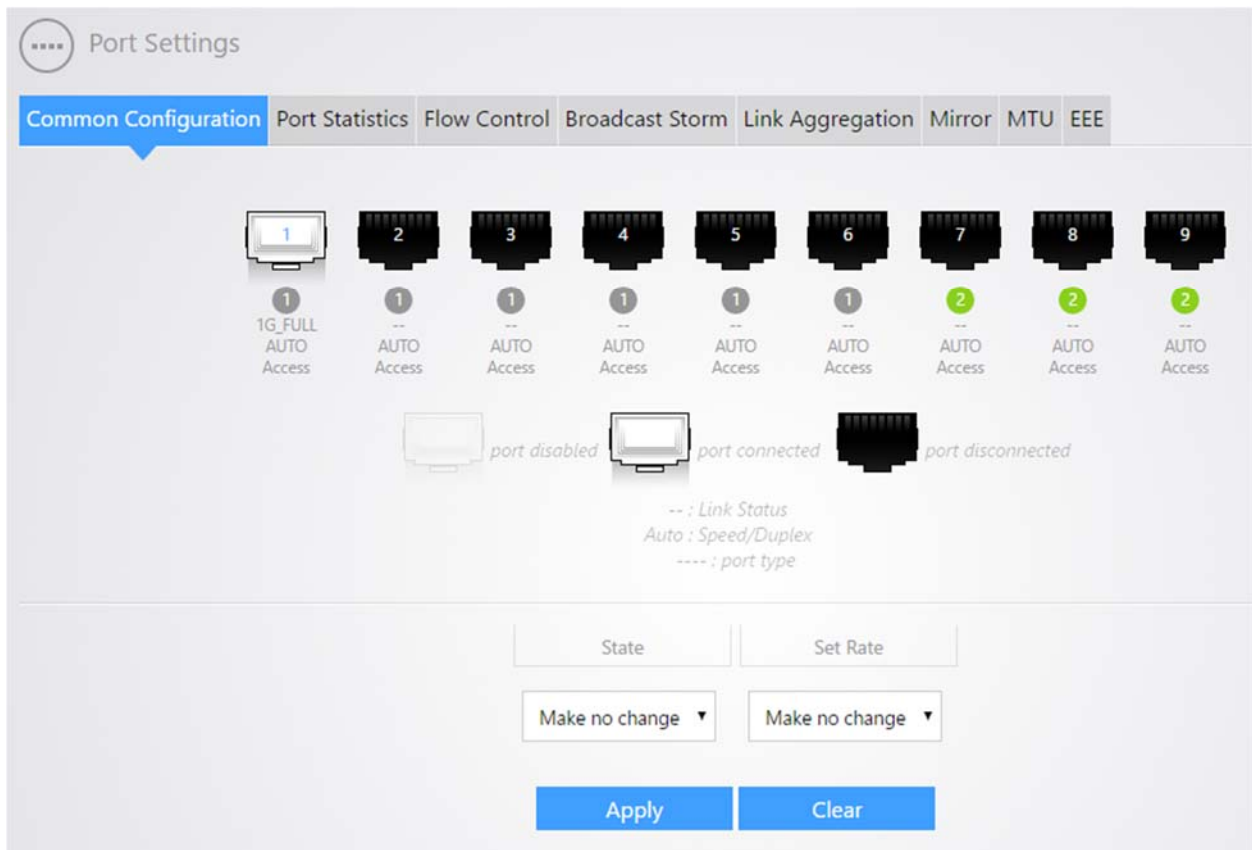 Port Settings
Common Configuration Port Statistics Flow Control Broadcast Storm Link Aggregation Mirror MTU EEE
1 2 3 4 5 6 7 8 9
1 1 1 1 1 1 2 2 2
1G_FULL -- -- -- -- -- -- -- --
AUTO AUTO AUTO AUTO AUTO AUTO AUTO AUTO AUTO
Access Access Access Access Access Access Access Access Access
port disabled port connected port disconnected
-- : Link Status
Auto : Speed/Duplex
---- : port type
State Set Rate
Make no change Make no change
Apply Clear